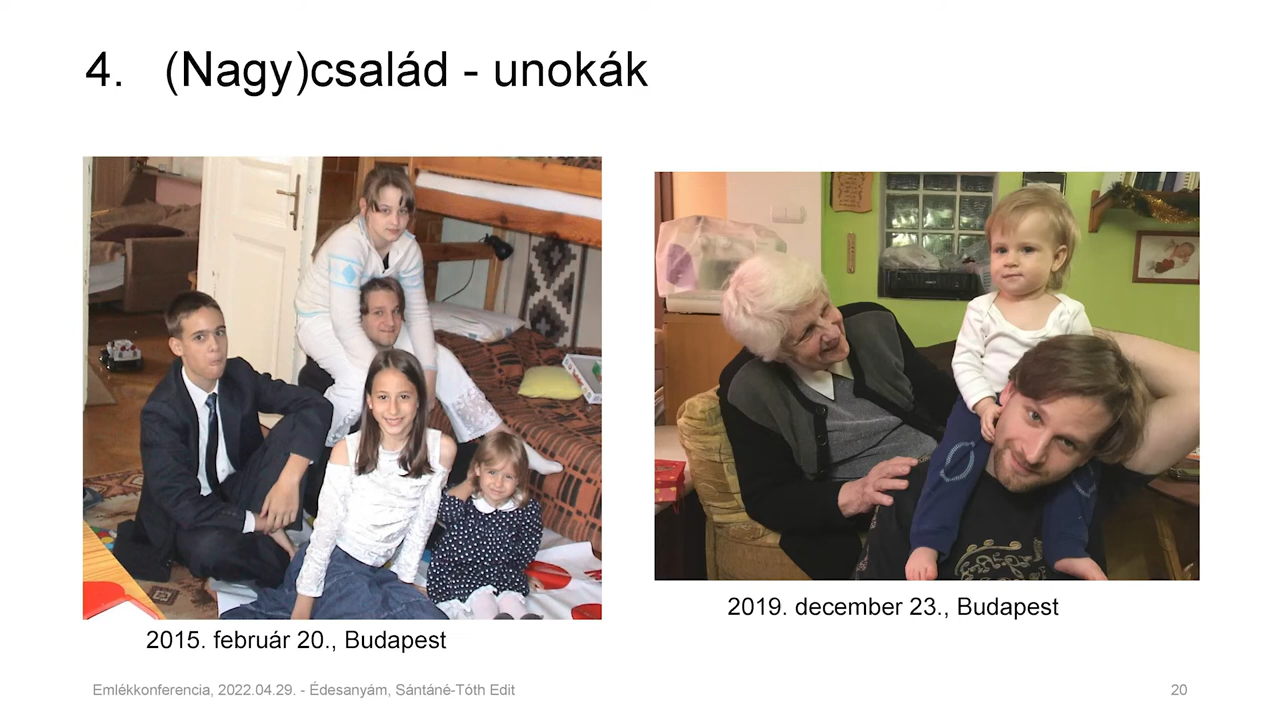 4. (Nagy)család - unokák
2015. február 20., Budapest
2019. december 23., Budapest
Emlékkonferencia, 2022.04.29. - Édesanyám, Sántáné-Tóth Edit
20